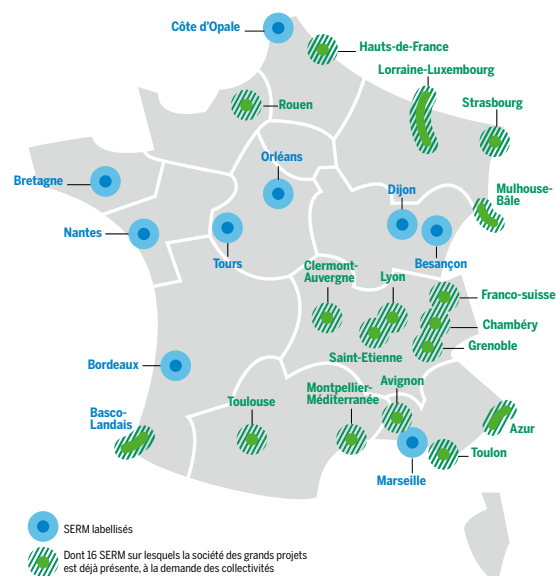 Côte d'Opale
Hauts-de-France
Lorraine-Luxembourg
Rouen
Strasbourg
Orléans
Bretagne
Dijon
Mulhouse-
Bâle
Nantes
Tours
Besançon
Clermont-
Auvergne
Lyon
Franco-suisse
Chambéry
Grenoble
Saint-Etienne
Bordeaux
Montpellier-
Méditerranée
Avignon
Toulouse
Basco-
Landais
Azur
Toulon
Marseille
SERM labellisés
Dont 16 SERM sur lesquels la société des grands projets
est déjà présente, à la demande des collectivités